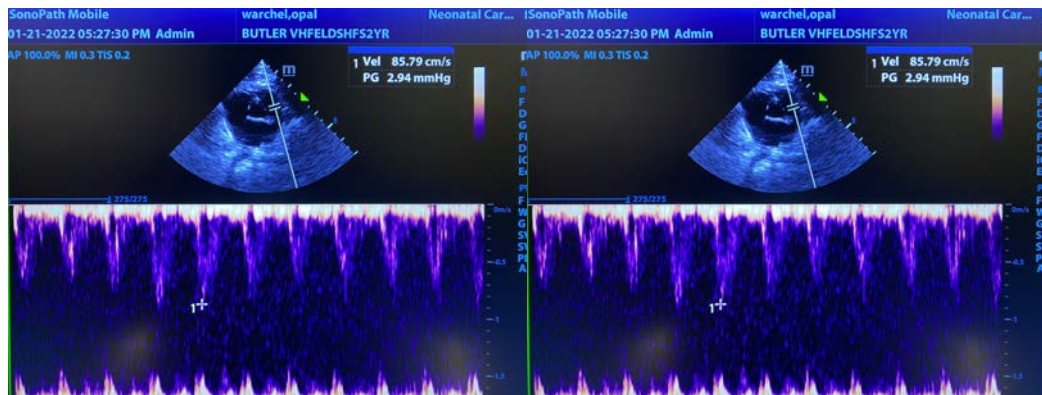 SonoPath Mobile warchel,opal Neonatal Car...
01-21-2022 05:27:30 PM Admin BUTLER VHFELDSHFS2YR
AP 100.0% MI 0.3 TIS 0.2
1 Vel 85.79 cm/s
PG 2.94 mmHg
m
5
275/275
0m/s
-0.5
1
-1
-1.5
SonoPath Mobile warchel,opal Neonatal Car...
01-21-2022 05:27:30 PM Admin BUTLER VHFELDSHFS2YR
AP 100.0% MI 0.3 TIS 0.2
1 Vel 85.79 cm/s
PG 2.94 mmHg
m
5
275/275
0m/s
-0.5
1
-1
-1.5